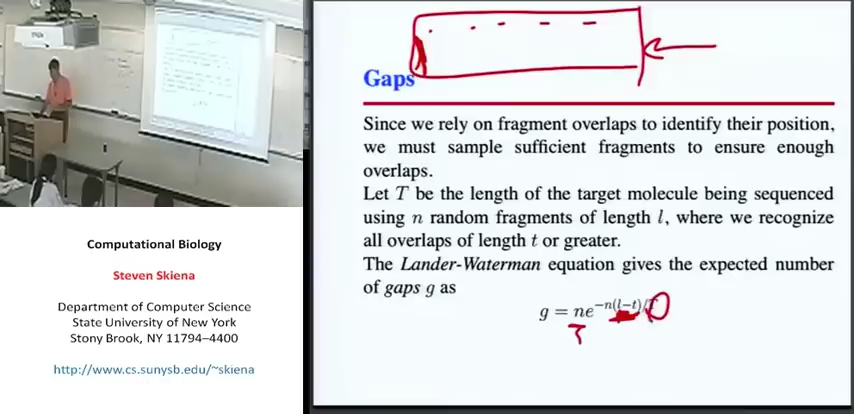 Gaps
Since we rely on fragment overlaps to identify their position,
we must sample sufficient fragments to ensure enough
overlaps.
Let T be the length of the target molecule being sequenced
using n random fragments of length l, where we recognize
all overlaps of length t or greater.
The Lander-Waterman equation gives the expected number
of gaps g as
g = ne^{-n(l-t)/T}
Computational Biology
Steven Skiena
Department of Computer Science
State University of New York
Stony Brook, NY 11794–4400
http://www.cs.sunysb.edu/~skiena